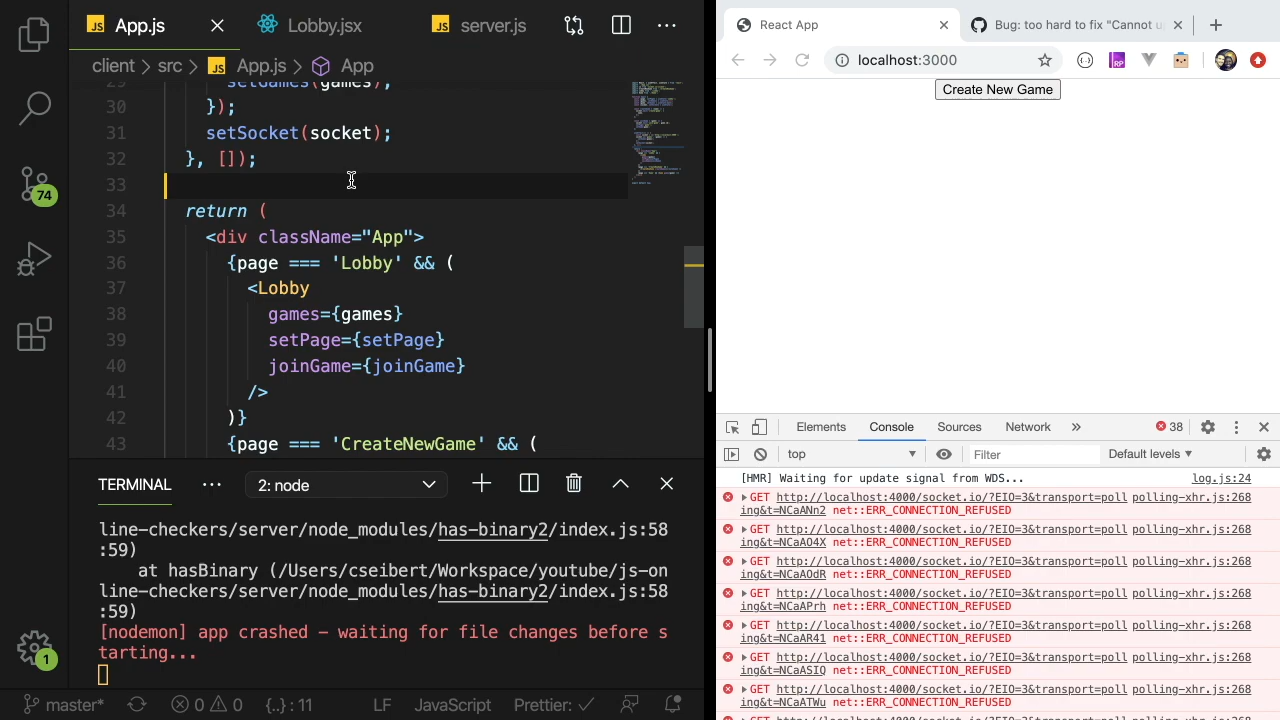 App.js
Lobby.jsx
server.js
client > src > App.js > App
setGames(games);
30 });
31 setSocket(socket);
32 }, []);
33
34 return (
35 <div className="App">
36 {page === 'Lobby' && (
37 <Lobby
38 games={games}
39 setPage={setPage}
40 joinGame={joinGame}
41 />
42 )}
43 {page === 'CreateNewGame' && (
74
1
TERMINAL
2: node
line-checkers/server/node_modules/has-binary2/index.js:58
:59)
at hasBinary (/Users/cseibert/Workspace/youtube/js-on
line-checkers/server/node_modules/has-binary2/index.js:58
:59)
[nodemon] app crashed - waiting for file changes before s
tarting...
master* 0 0 {..} : 11 LF JavaScript Prettier: ✓
React App
Bug: too hard to fix "Cannot u
localhost:3000
Create New Game
Elements Console Sources Network » 38
top Filter Default levels ▼
[HMR] Waiting for update signal from WDS... log.js:24
GET http://localhost:4000/socket.io/?EIO=3&transport=poll polling-xhr.js:268
ing&t=NCaANn2 net::ERR_CONNECTION_REFUSED
GET http://localhost:4000/socket.io/?EIO=3&transport=poll polling-xhr.js:268
ing&t=NCaAO4X net::ERR_CONNECTION_REFUSED
GET http://localhost:4000/socket.io/?EIO=3&transport=poll polling-xhr.js:268
ing&t=NCaAOdR net::ERR_CONNECTION_REFUSED
GET http://localhost:4000/socket.io/?EIO=3&transport=poll polling-xhr.js:268
ing&t=NCaAPrh net::ERR_CONNECTION_REFUSED
GET http://localhost:4000/socket.io/?EIO=3&transport=poll polling-xhr.js:268
ing&t=NCaAR41 net::ERR_CONNECTION_REFUSED
GET http://localhost:4000/socket.io/?EIO=3&transport=poll polling-xhr.js:268
ing&t=NCaASIQ net::ERR_CONNECTION_REFUSED
GET http://localhost:4000/socket.io/?EIO=3&transport=poll polling-xhr.js:268
ing&t=NCaATWu net::ERR_CONNECTION_REFUSED